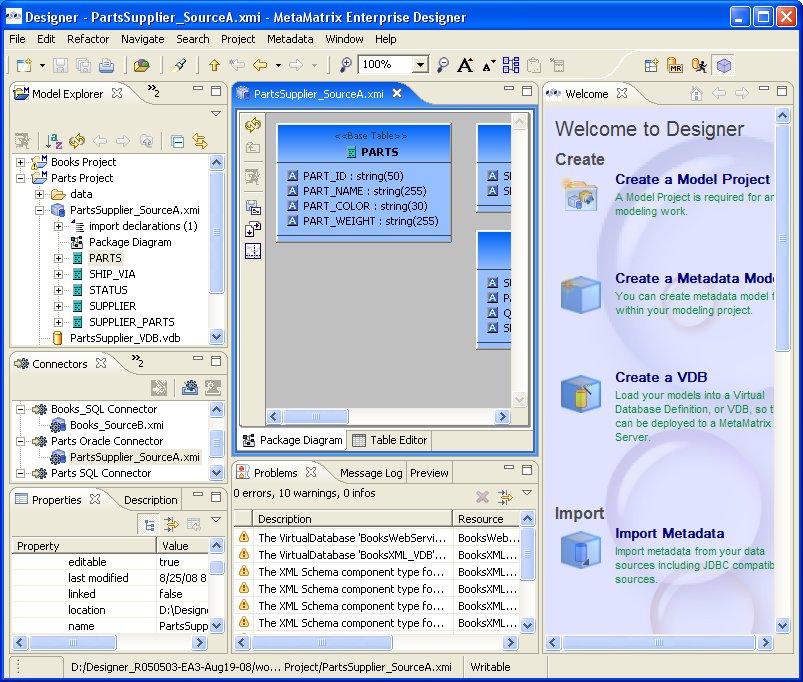 Designer - PartsSupplier_SourceA.xmi - MetaMatrix Enterprise Designer
File Edit Refactor Navigate Search Project Metadata Window Help
100%
Model Explorer
2
Books Project
Parts Project
data
PartsSupplier_SourceA.xmi
import declarations (1)
Package Diagram
PARTS
SHIP_VIA
STATUS
SUPPLIER
SUPPLIER_PARTS
PartsSupplier_VDB.vdb
Connectors
2
Books_SQL Connector
Books_SourceB.xmi
Parts Oracle Connector
PartsSupplier_SourceA.xmi
Parts SQL Connector
Properties Description
Property Value
editable true
last modified 8/25/08 8
linked false
location D:\Designe
name PartsSupp
PartsSupplier_SourceA.xmi
<<Base Table>>
PARTS
PART_ID : string(50)
PART_NAME : string(255)
PART_COLOR : string(30)
PART_WEIGHT : string(255)
Package Diagram Table Editor
Problems Message Log Preview
0 errors, 10 warnings, 0 infos
Description Resource
The VirtualDatabase 'BooksWebServi... BooksWeb...
The VirtualDatabase 'BooksXML_VDB'... BooksXML...
The XML Schema component type fo... BooksXML...
The XML Schema component type fo... BooksXML...
The XML Schema component type fo... BooksXML...
The XML Schema component type fo... BooksXML...
Welcome
Welcome to Designer
Create
Create a Model Project
A Model Project is required for an
modeling work.
Create a Metadata Mode
You can create metadata model f
within your modeling project.
Create a VDB
Load your models into a Virtual
Database Definition, or VDB, so t
can be deployed to a MetaMatrix
Server.
Import
Import Metadata
Import metadata from your data
sources including JDBC compatib
sources.
D:/Designer_R050503-EA3-Aug19-08/wo... Project/PartsSupplier_SourceA.xmi Writable